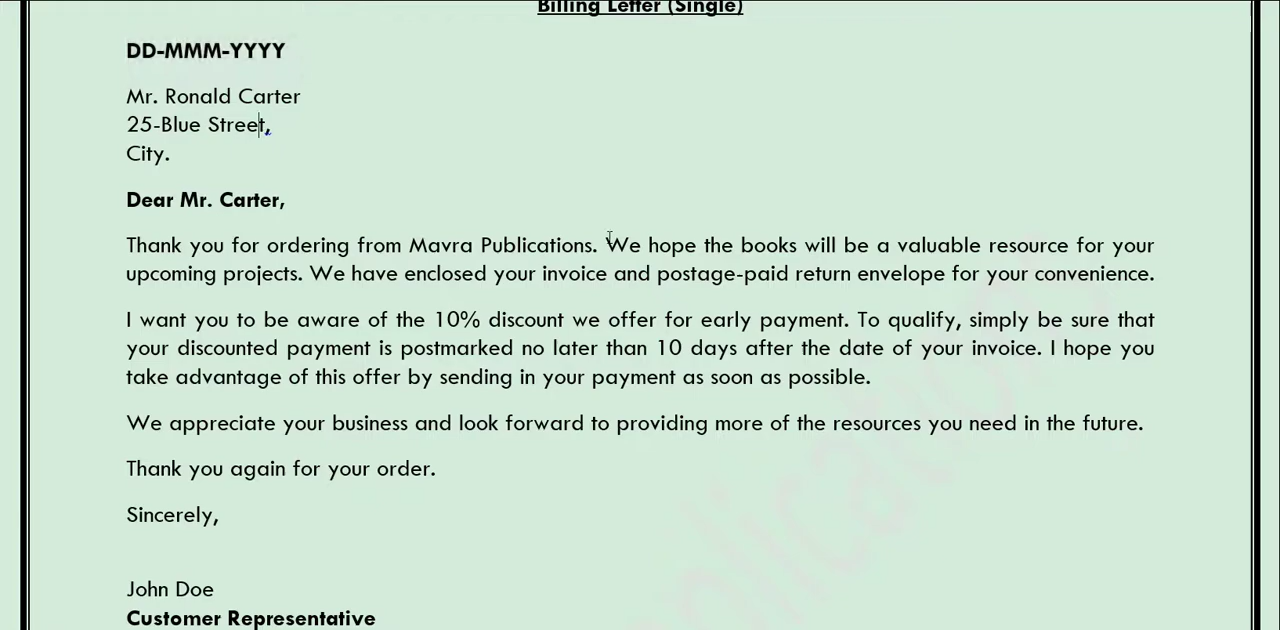 Billing Letter (Single)
DD-MMM-YYYY
Mr. Ronald Carter
25-Blue Street,
City.
Dear Mr. Carter,
Thank you for ordering from Mavra Publications. We hope the books will be a valuable resource for your
upcoming projects. We have enclosed your invoice and postage-paid return envelope for your convenience.
I want you to be aware of the 10% discount we offer for early payment. To qualify, simply be sure that
your discounted payment is postmarked no later than 10 days after the date of your invoice. I hope you
take advantage of this offer by sending in your payment as soon as possible.
We appreciate your business and look forward to providing more of the resources you need in the future.
Thank you again for your order.
Sincerely,
John Doe
Customer Representative